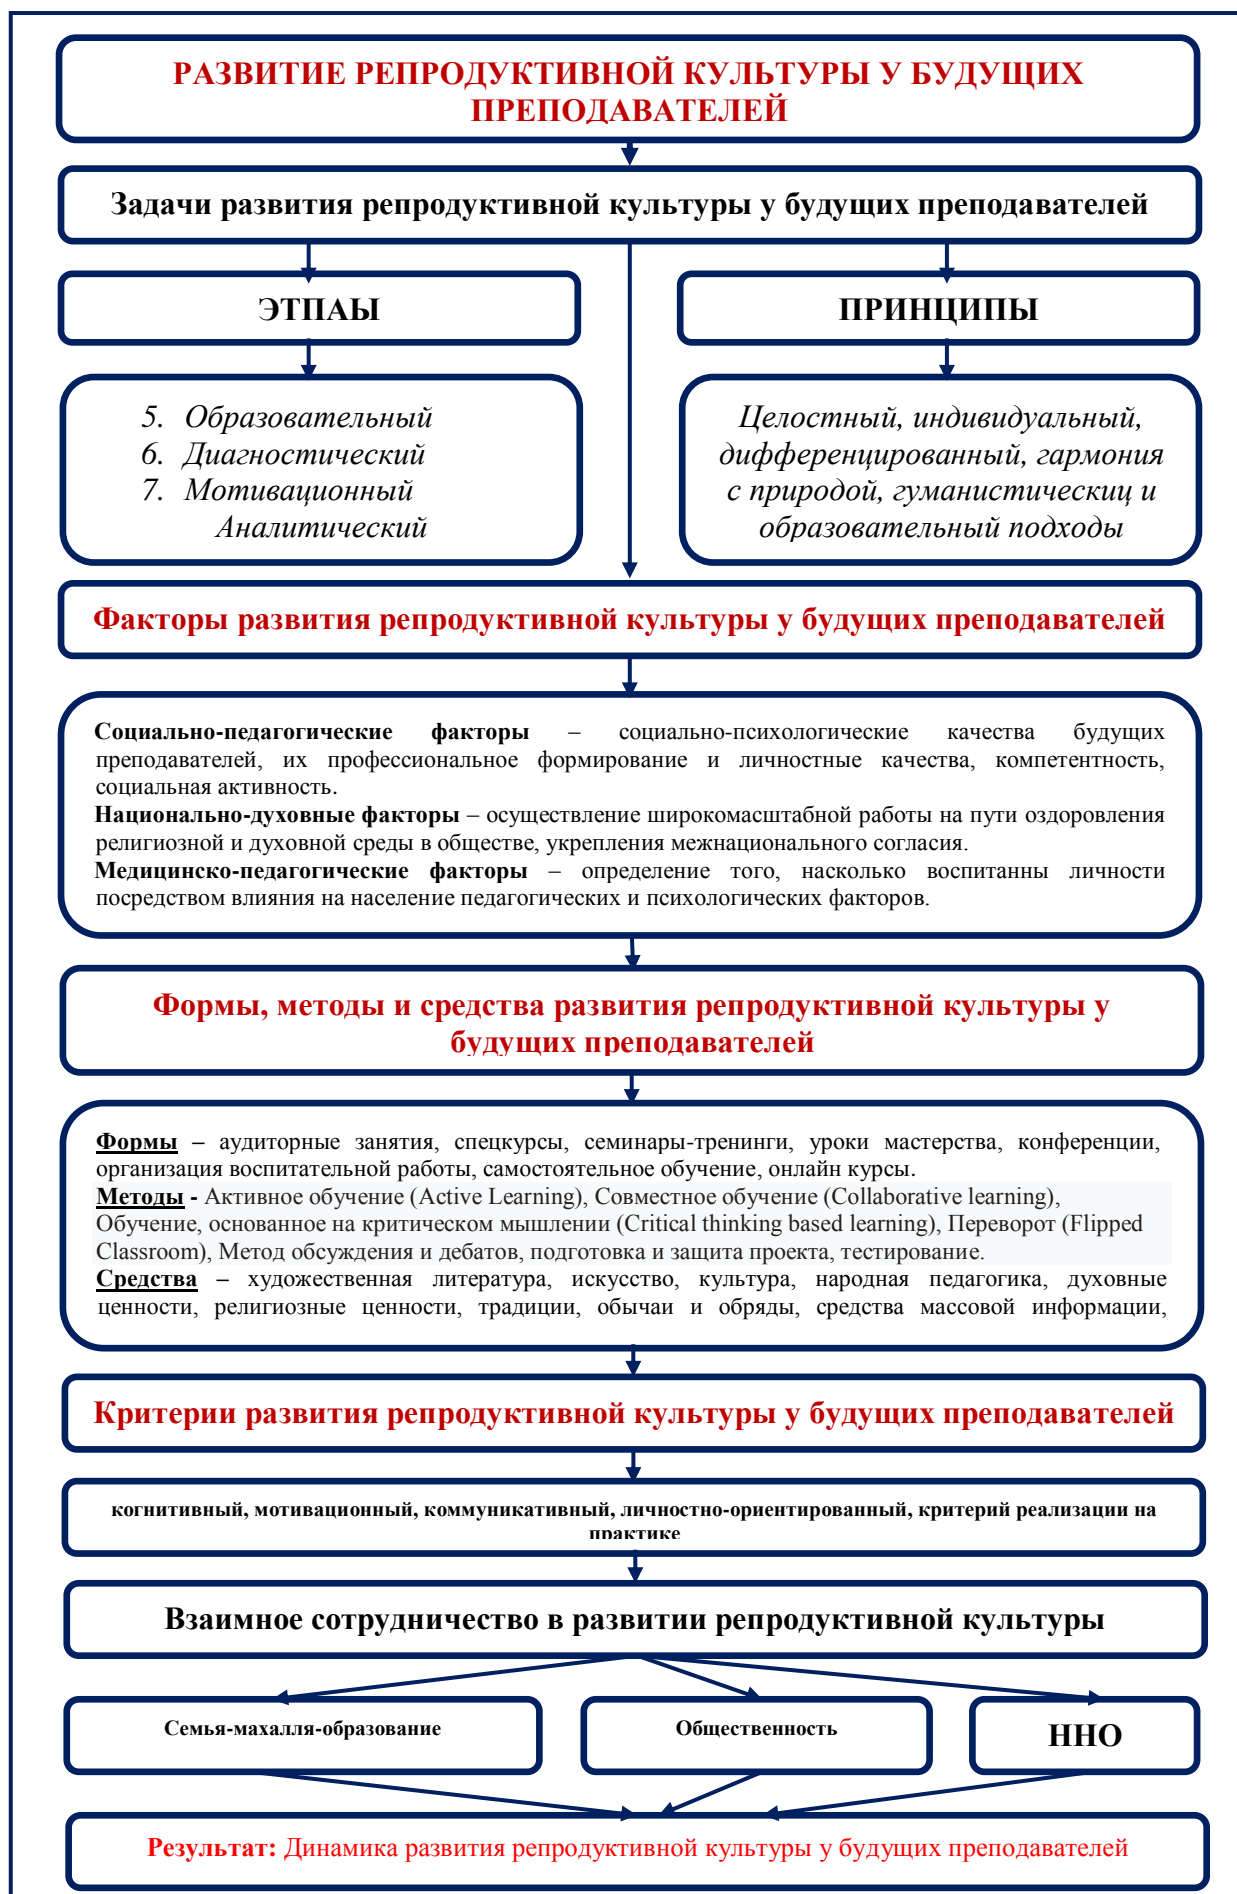 РАЗВИТИЕ РЕПРОДУКТИВНОЙ КУЛЬТУРЫ У БУДУЩИХ
ПРЕПОДАВАТЕЛЕЙ
Задачи развития репродуктивной культуры у будущих преподавателей
ЭТПАЫ
ПРИНЦИПЫ
5. Образовательный
6. Диагностический
7. Мотивационный
Аналитический
Целостный, индивидуальный,
дифференцированный, гармония
с природой, гуманистическиц и
образовательный подходы
Факторы развития репродуктивной культуры у будущих преподавателей
Социально-педагогические факторы – социально-психологические качества будущих
преподавателей, их профессиональное формирование и личностные качества, компетентность,
социальная активность.
Национально-духовные факторы – осуществление широкомасштабной работы на пути оздоровления
религиозной и духовной среды в обществе, укрепления межнационального согласия.
Медицинско-педагогические факторы – определение того, насколько воспитанны личности
посредством влияния на население педагогических и психологических факторов.
Формы, методы и средства развития репродуктивной культуры у
будущих преподавателей
Формы – аудиторные занятия, спецкурсы, семинары-тренинги, уроки мастерства, конференции,
организация воспитательной работы, самостоятельное обучение, онлайн курсы.
Методы - Активное обучение (Active Learning), Совместное обучение (Collaborative learning),
Обучение, основанное на критическом мышлении (Critical thinking based learning), Переворот (Flipped
Classroom), Метод обсуждения и дебатов, подготовка и защита проекта, тестирование.
Средства – художественная литература, искусство, культура, народная педагогика, духовные
ценности, религиозные ценности, традиции, обычаи и обряды, средства массовой информации,
Критерии развития репродуктивной культуры у будущих преподавателей
когнитивный, мотивационный, коммуникативный, личностно-ориентированный, критерий реализации на
практике
Взаимное сотрудничество в развитии репродуктивной культуры
Семья-махалля-образование
Общественность
ННО
Результат: Динамика развития репродуктивной культуры у будущих преподавателей